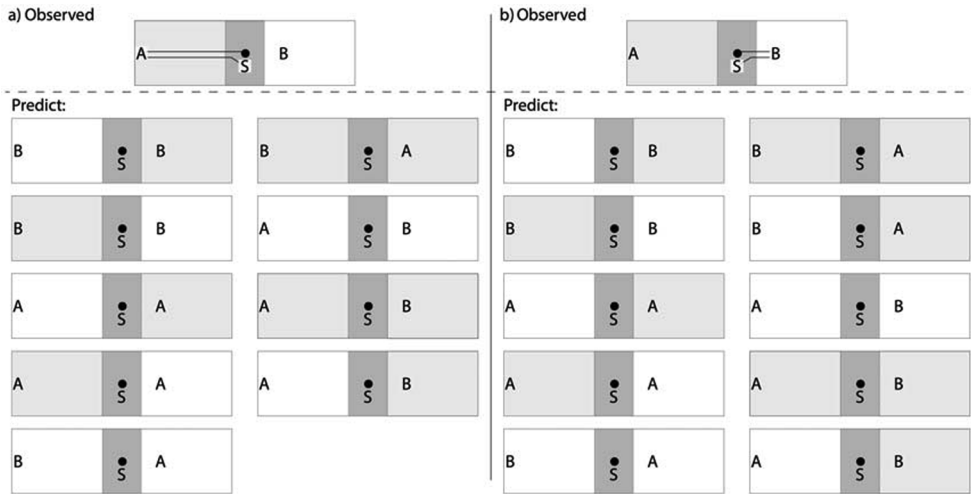 a) Observed
A S B
Predict:
B S B B S A
B S B A S B
A S A A S B
A S A A S B
B S A
b) Observed
A S B
Predict:
B S B B S A
B S B B S A
A S A A S B
A S A A S B
B S A A S B